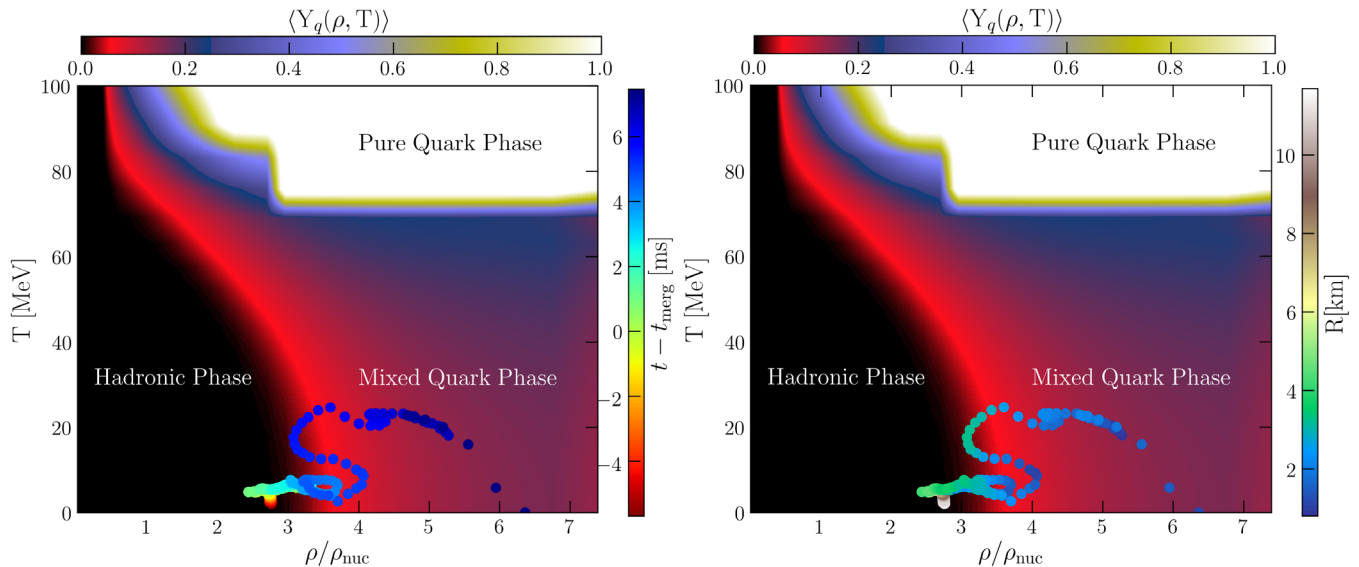 ⟨Y_q(ρ, T)⟩
0.0 0.2 0.4 0.6 0.8 1.0
T [MeV]
100
80
60
40
20
0
Pure Quark Phase
Hadronic Phase
Mixed Quark Phase
1 2 3 4 5 6 7
ρ/ρ_nuc
t − t_merg [ms]
6
4
2
0
−2
−4
⟨Y_q(ρ, T)⟩
0.0 0.2 0.4 0.6 0.8 1.0
T [MeV]
100
80
60
40
20
0
Pure Quark Phase
Hadronic Phase
Mixed Quark Phase
1 2 3 4 5 6 7
ρ/ρ_nuc
R[km]
10
8
6
4
2